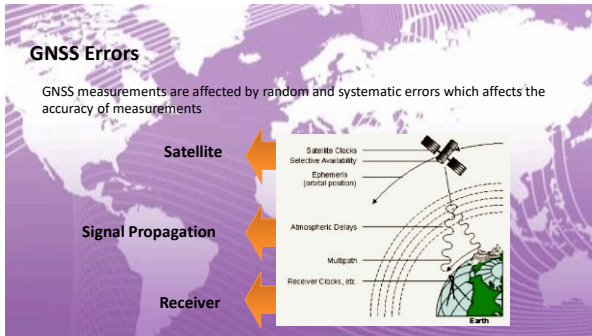 GNSS Errors
GNSS measurements are affected by random and systematic errors which affects the
accuracy of measurements
Satellite
Signal Propagation
Receiver
Satellite Clocks
Selective Availability
Ephemeris
(orbital position)
Atmospheric Delays
Multipath
Receiver Clocks, etc
Earth